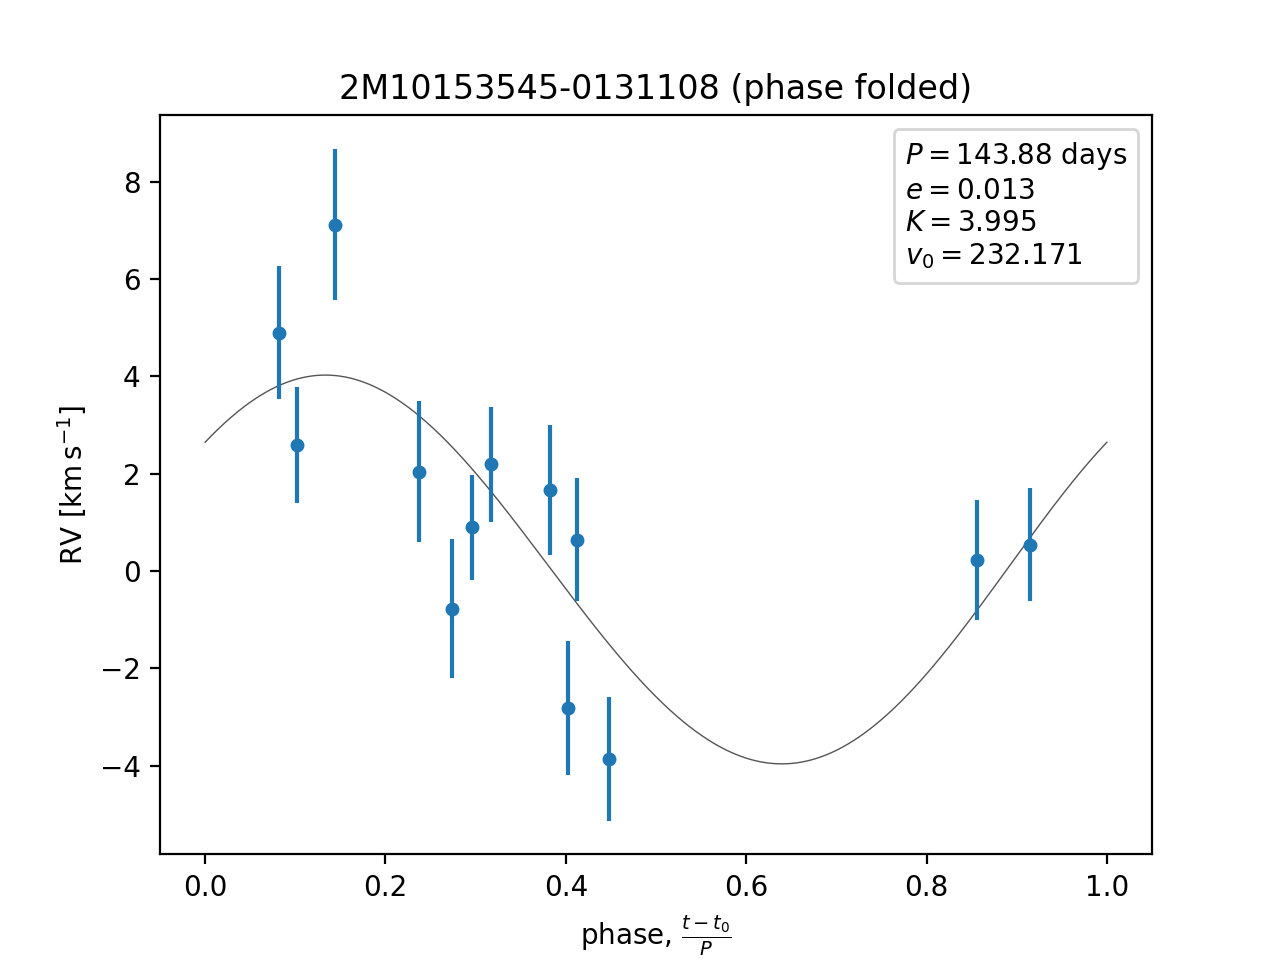 2M10153545-0131108 (phase folded)
P = 143.88 days
e = 0.013
K = 3.995
v₀ = 232.171
RV [km s⁻¹]
8
6
4
2
0
−2
−4
0.0 0.2 0.4 0.6 0.8 1.0
phase, (t − t₀)/P